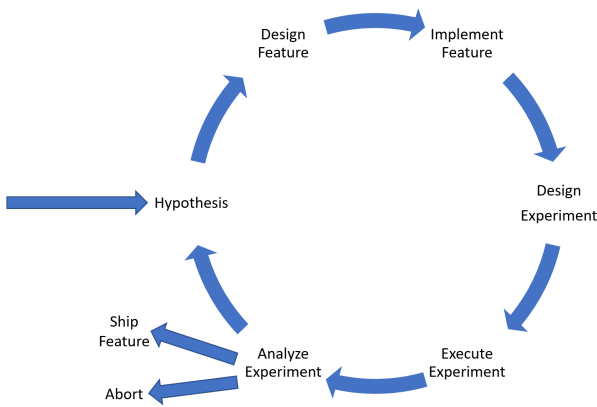 Design
Feature
Implement
Feature
Design
Experiment
Execute
Experiment
Analyze
Experiment
Ship
Feature
Abort
Hypothesis